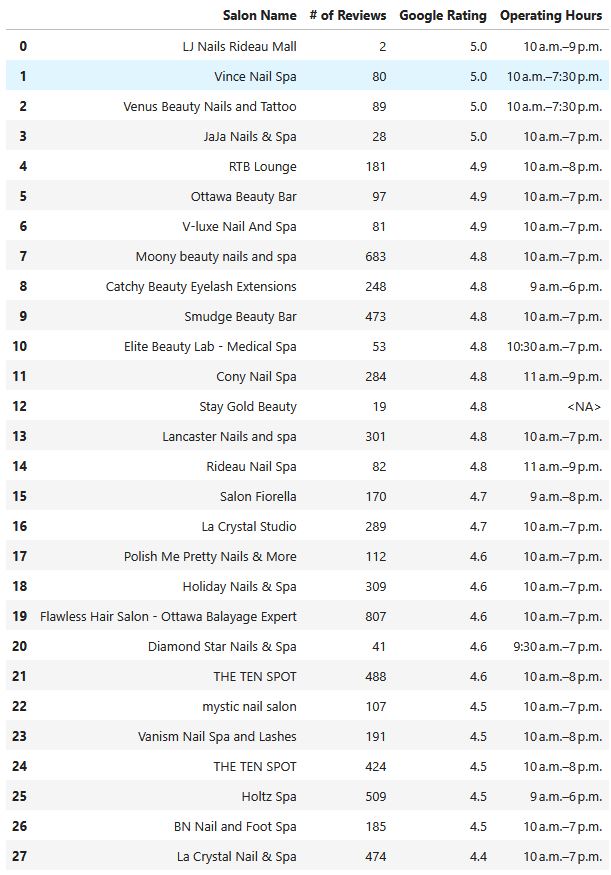 Salon Name # of Reviews Google Rating Operating Hours
0 LJ Nails Rideau Mall 2 5.0 10 a.m.–9 p.m.
1 Vince Nail Spa 80 5.0 10 a.m.–7:30 p.m.
2 Venus Beauty Nails and Tattoo 89 5.0 10 a.m.–7:30 p.m.
3 JaJa Nails & Spa 28 5.0 10 a.m.–7 p.m.
4 RTB Lounge 181 4.9 10 a.m.–8 p.m.
5 Ottawa Beauty Bar 97 4.9 10 a.m.–7 p.m.
6 V-luxe Nail And Spa 81 4.9 10 a.m.–7 p.m.
7 Moony beauty nails and spa 683 4.8 10 a.m.–7 p.m.
8 Catchy Beauty Eyelash Extensions 248 4.8 9 a.m.–6 p.m.
9 Smudge Beauty Bar 473 4.8 10 a.m.–7 p.m.
10 Elite Beauty Lab - Medical Spa 53 4.8 10:30 a.m.–7 p.m.
11 Cony Nail Spa 284 4.8 11 a.m.–9 p.m.
12 Stay Gold Beauty 19 4.8 <NA>
13 Lancaster Nails and spa 301 4.8 10 a.m.–7 p.m.
14 Rideau Nail Spa 82 4.8 11 a.m.–9 p.m.
15 Salon Fiorella 170 4.7 9 a.m.–8 p.m.
16 La Crystal Studio 289 4.7 10 a.m.–7 p.m.
17 Polish Me Pretty Nails & More 112 4.6 10 a.m.–7 p.m.
18 Holiday Nails & Spa 309 4.6 10 a.m.–7 p.m.
19 Flawless Hair Salon - Ottawa Balayage Expert 807 4.6 10 a.m.–7 p.m.
20 Diamond Star Nails & Spa 41 4.6 9:30 a.m.–7 p.m.
21 THE TEN SPOT 488 4.6 10 a.m.–8 p.m.
22 mystic nail salon 107 4.5 10 a.m.–7 p.m.
23 Vanism Nail Spa and Lashes 191 4.5 10 a.m.–8 p.m.
24 THE TEN SPOT 424 4.5 10 a.m.–8 p.m.
25 Holtz Spa 509 4.5 9 a.m.–6 p.m.
26 BN Nail and Foot Spa 185 4.5 10 a.m.–7 p.m.
27 La Crystal Nail & Spa 474 4.4 10 a.m.–7 p.m.